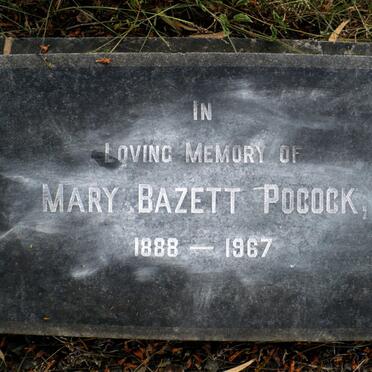 IN
LOVING MEMORY OF
MARY BAZETT POCOCK,
1888 — 1967